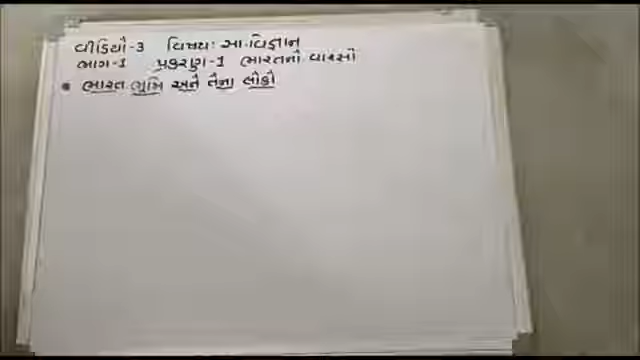 વીડિયો-3 વિષય: સા.વિજ્ઞાન
ભાગ-1 પ્રકરણ-1 ભારતનો વારસો
• ભારત ભુમિ અને તેના લોકો